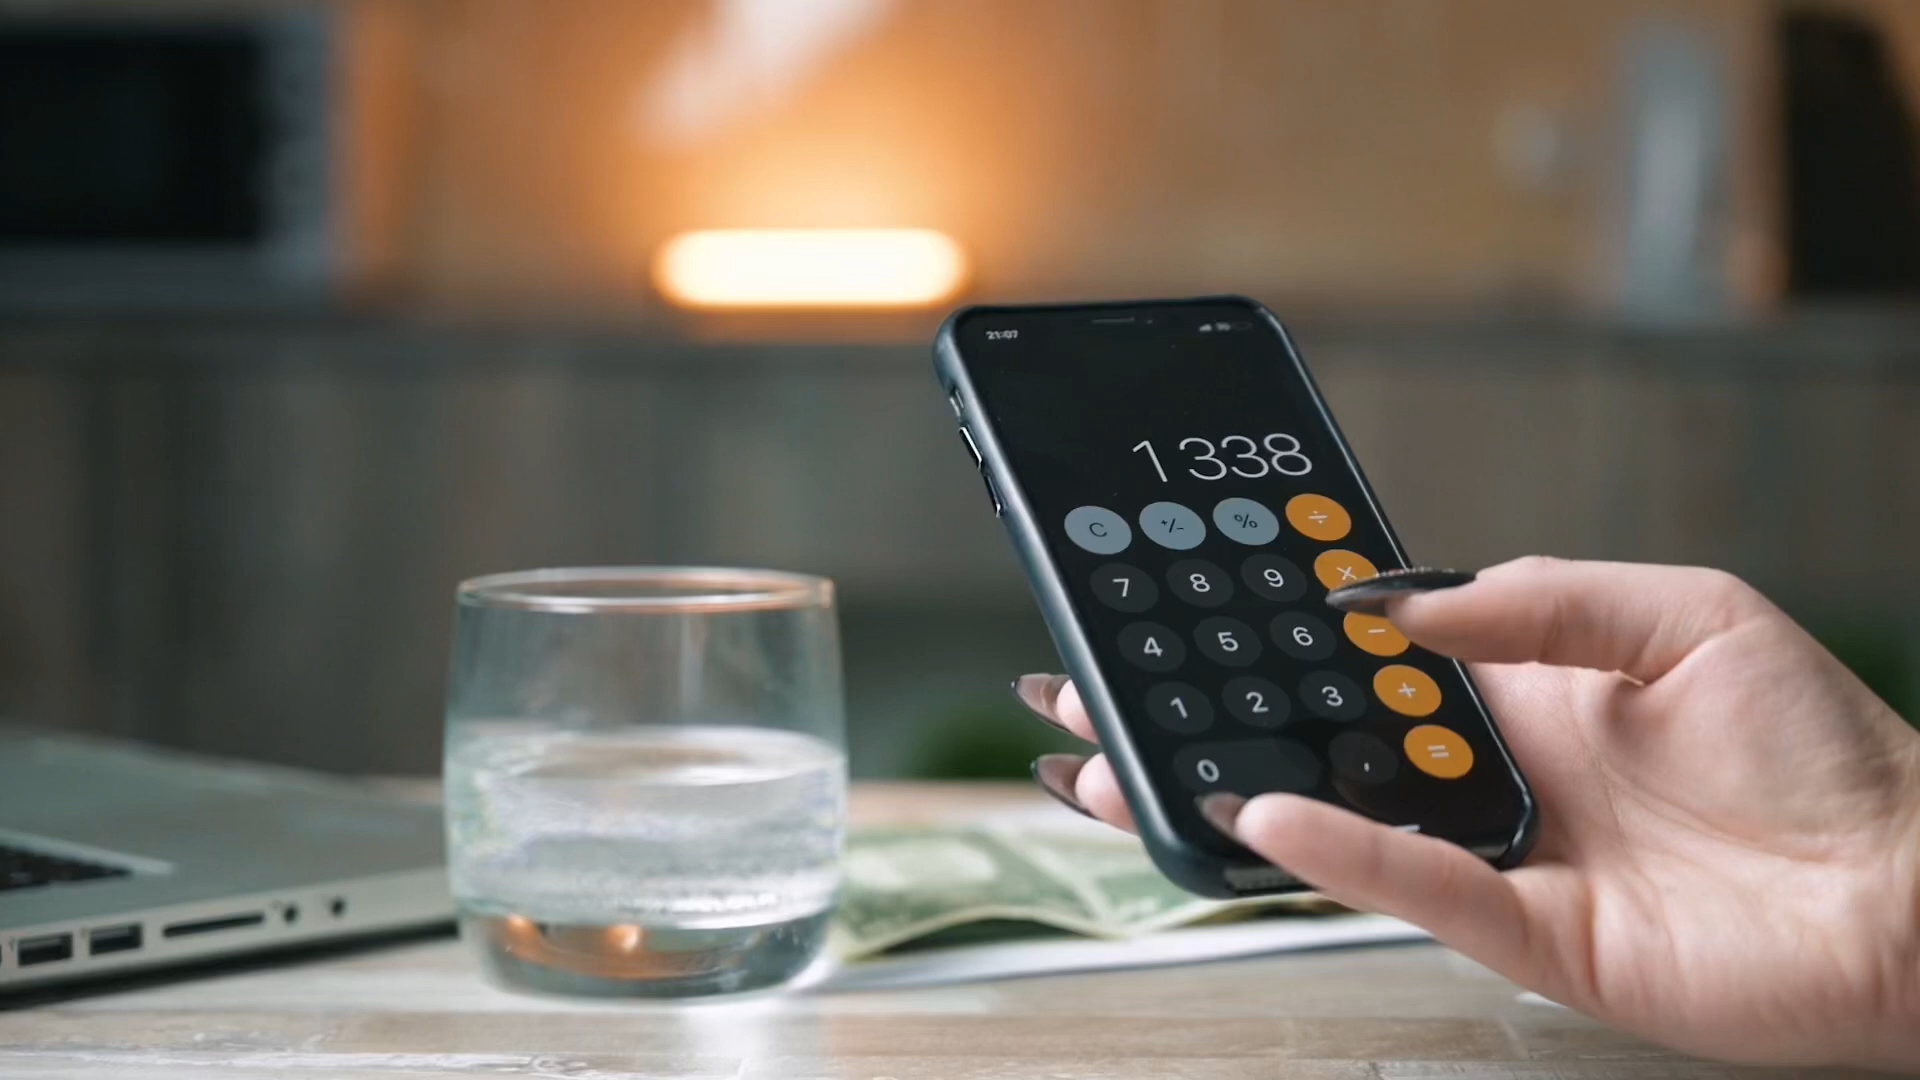 21:07
1 338
C +/- % ÷
7 8 9 ×
4 5 6 −
1 2 3 +
0 , =